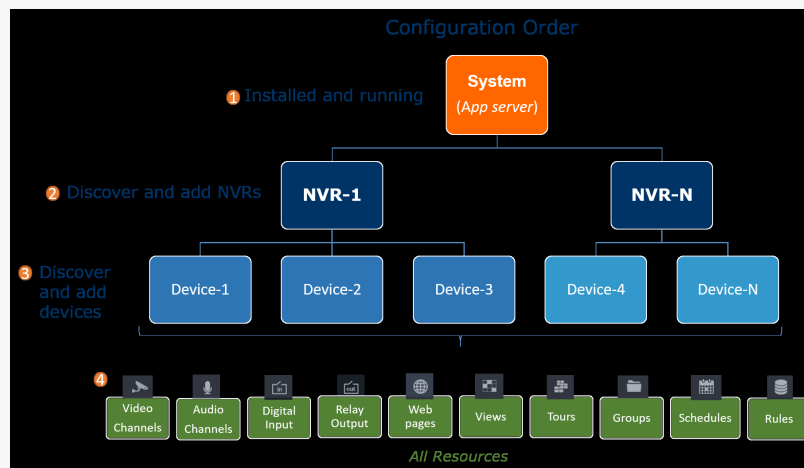 Configuration Order
System
(App server)
1 Installed and running
2 Discover and add NVRs
NVR-1
NVR-N
3 Discover
and add
devices
Device-1
Device-2
Device-3
Device-4
Device-N
4
in
out
Video
Channels
Audio
Channels
Digital
Input
Relay
Output
Web
pages
Views
Tours
Groups
Schedules
Rules
All Resources